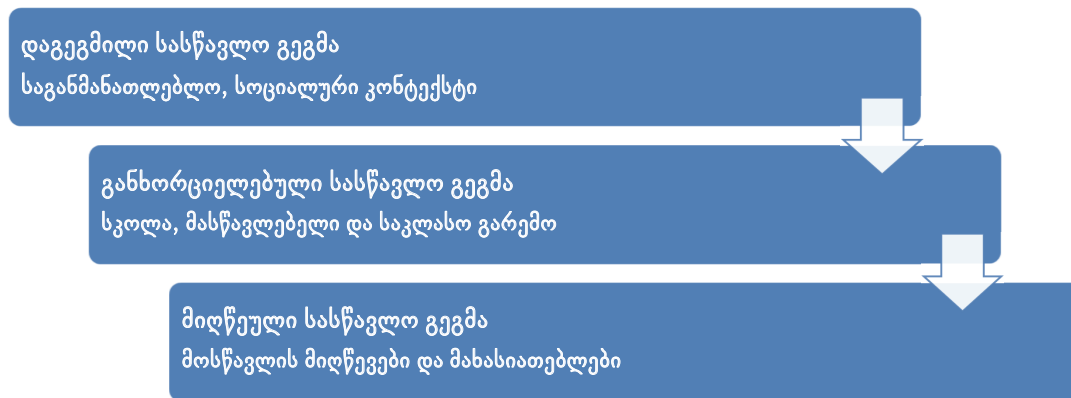 დაგეგმილი სასწავლო გეგმა
საგანმანათლებლო, სოციალური კონტექსტი
განხორციელებული სასწავლო გეგმა
სკოლა, მასწავლებელი და საკლასო გარემო
მიღწეული სასწავლო გეგმა
მოსწავლის მიღწევები და მახასიათებლები